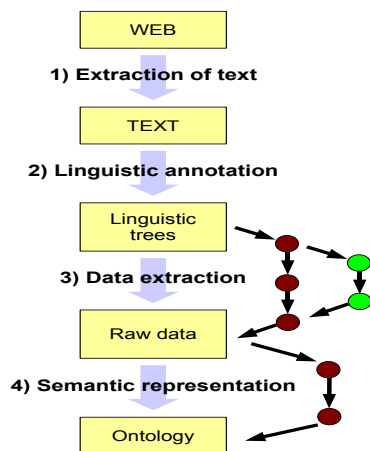 WEB
1) Extraction of text
TEXT
2) Linguistic annotation
Linguistic
trees
3) Data extraction
Raw data
4) Semantic representation
Ontology